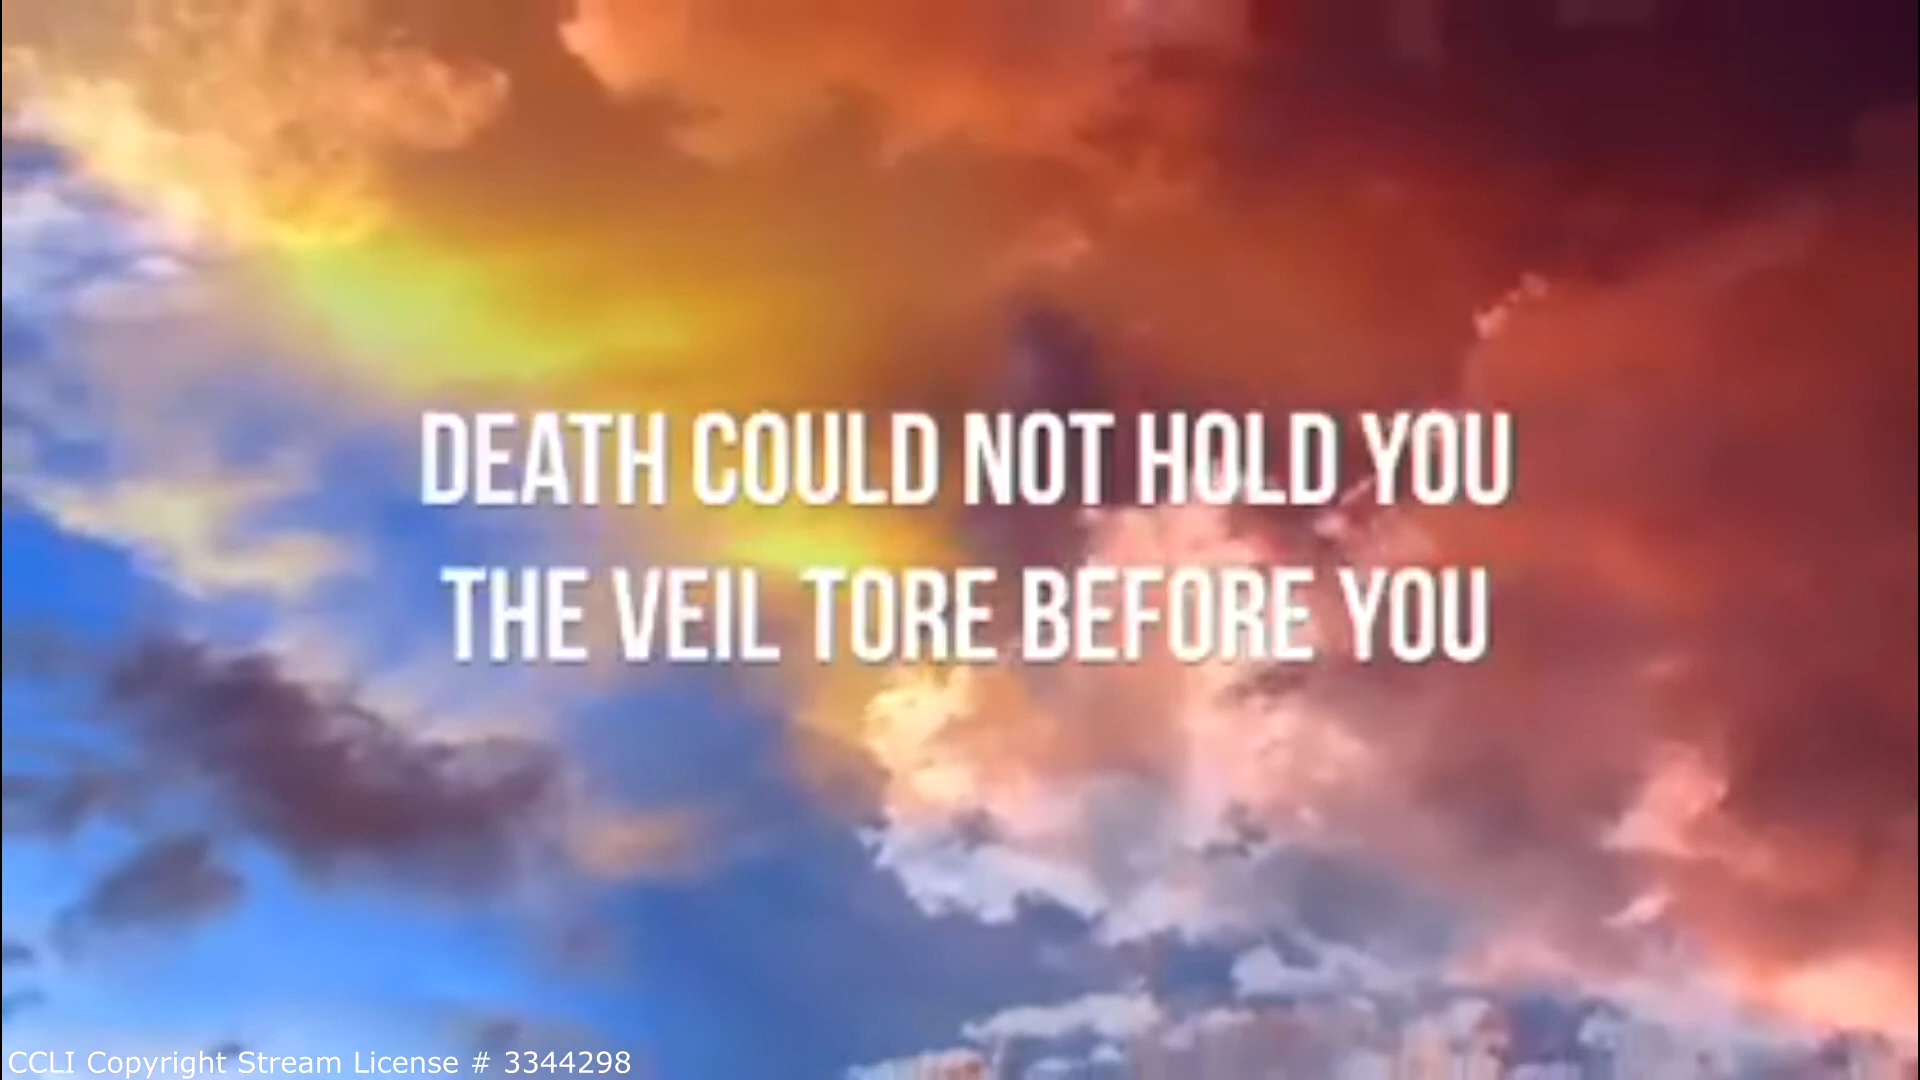 DEATH COULD NOT HOLD YOU
THE VEIL TORE BEFORE YOU
CCLI Copyright Stream License # 3344298